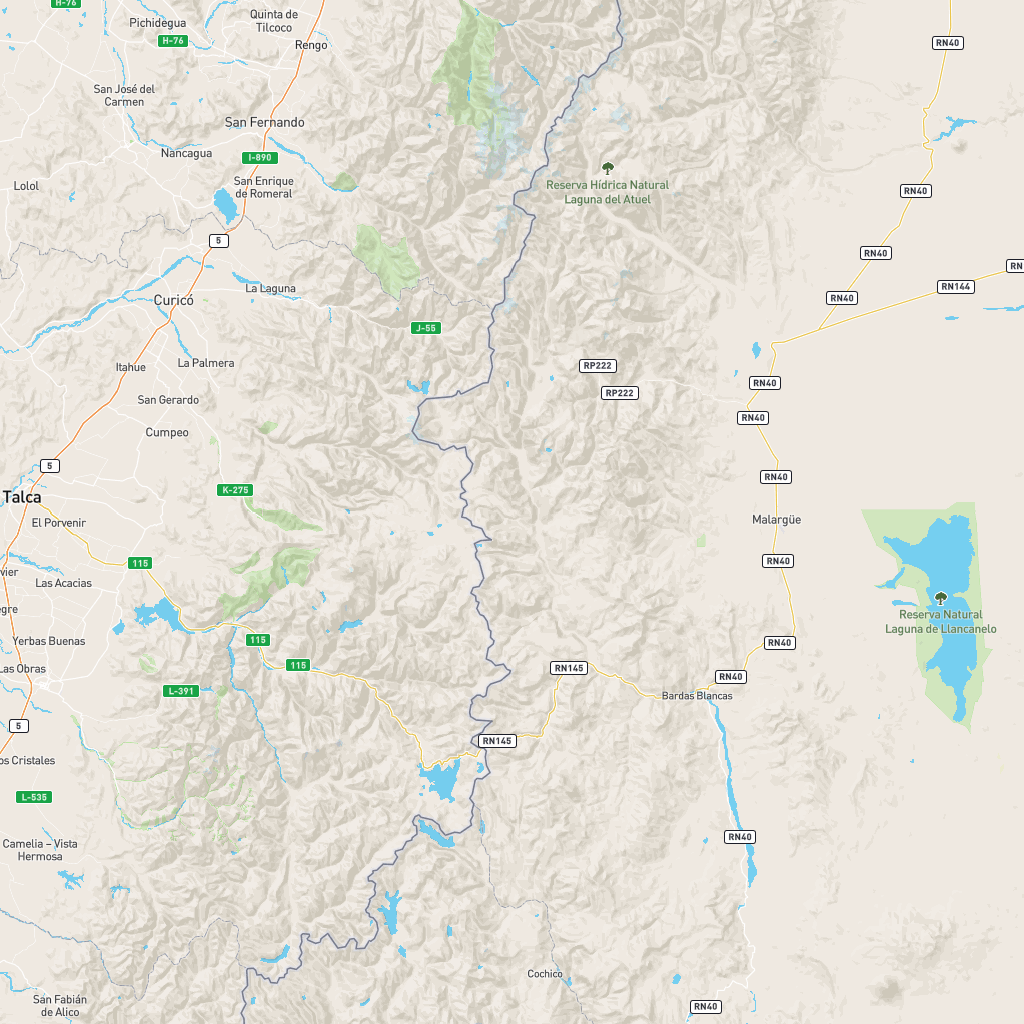 H-76
Pichidegua
Quinta de
Tilcoco
H-76
Rengo
RN40
San José del
Carmen
San Fernando
Nancagua
I-890
Lolol
San Enrique
de Romeral
Reserva Hídrica Natural
Laguna del Atuel
RN40
5
RN40
RN
La Laguna
RN144
Curicó
RN40
J-55
Itahue
La Palmera
RP222
RN40
San Gerardo
RP222
Cumpeo
RN40
5
RN40
Talca
K-275
El Porvenir
Malargüe
115
RN40
vier
Las Acacias
egre
Reserva Natural
Laguna de Llancanelo
Yerbas Buenas
115
RN40
Las Obras
115
RN145
RN40
L-391
Bardas Blancas
5
RN145
os Cristales
L-535
RN40
Camelia – Vista
Hermosa
Cochico
San Fabián
de Alico
RN40